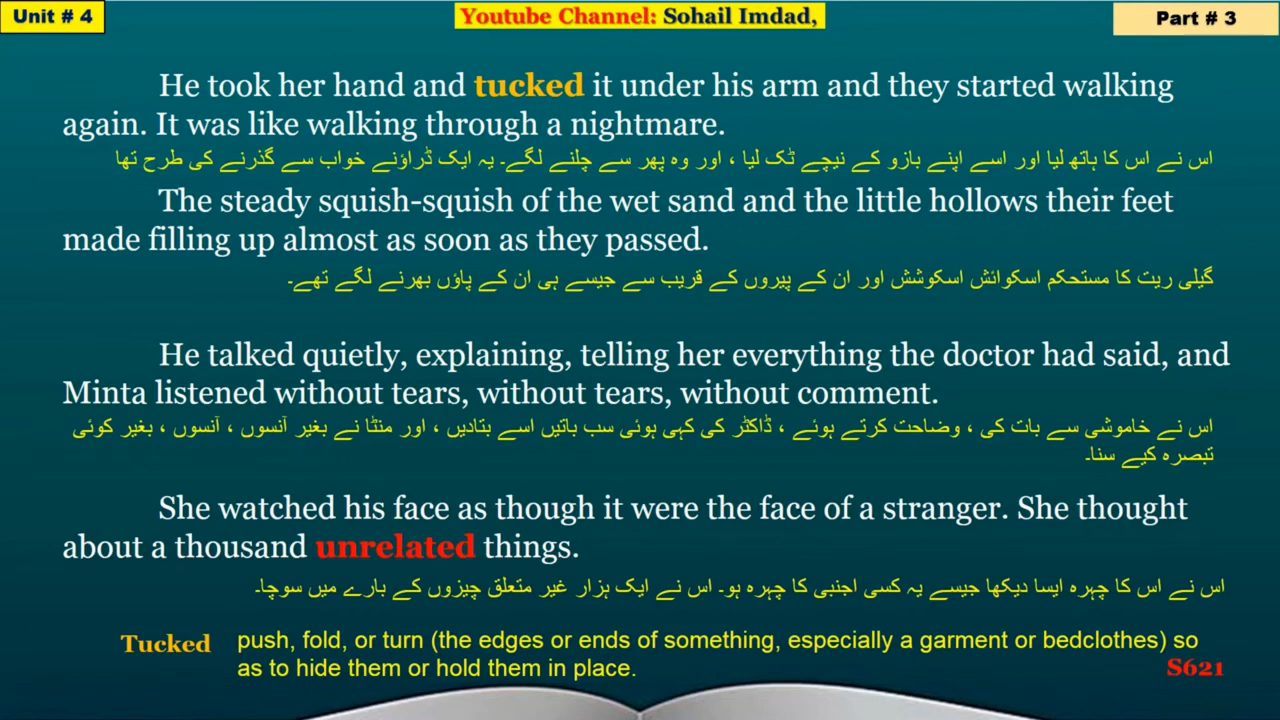 Unit # 4
Youtube Channel: Sohail Imdad,
Part # 3
He took her hand and tucked it under his arm and they started walking
again. It was like walking through a nightmare.
اس نے اس کا ہاتھ لیا اور اسے اپنے بازو کے نیچے ٹک لیا ، اور وہ پھر سے چلنے لگے۔ یہ ایک ڈراؤنے خواب سے گذرنے کی طرح تھا
The steady squish-squish of the wet sand and the little hollows their feet
made filling up almost as soon as they passed.
گیلی ریت کا مستحکم اسکوائش اسکوشش اور ان کے پیروں کے قریب سے جیسے ہی ان کے پاؤں بھرنے لگے تھے۔
He talked quietly, explaining, telling her everything the doctor had said, and
Minta listened without tears, without tears, without comment.
اس نے خاموشی سے بات کی ، وضاحت کرتے ہوئے ، ڈاکٹر کی کہی ہوئی سب باتیں اسے بتادیں ، اور منٹا نے بغیر آنسوں ، آنسوں ، بغیر کوئی
تبصرہ کیے سنا۔
She watched his face as though it were the face of a stranger. She thought
about a thousand unrelated things.
اس نے اس کا چہرہ ایسا دیکھا جیسے یہ کسی اجنبی کا چہرہ ہو۔ اس نے ایک ہزار غیر متعلق چیزوں کے بارے میں سوچا۔
Tucked push, fold, or turn (the edges or ends of something, especially a garment or bedclothes) so
as to hide them or hold them in place.
S621